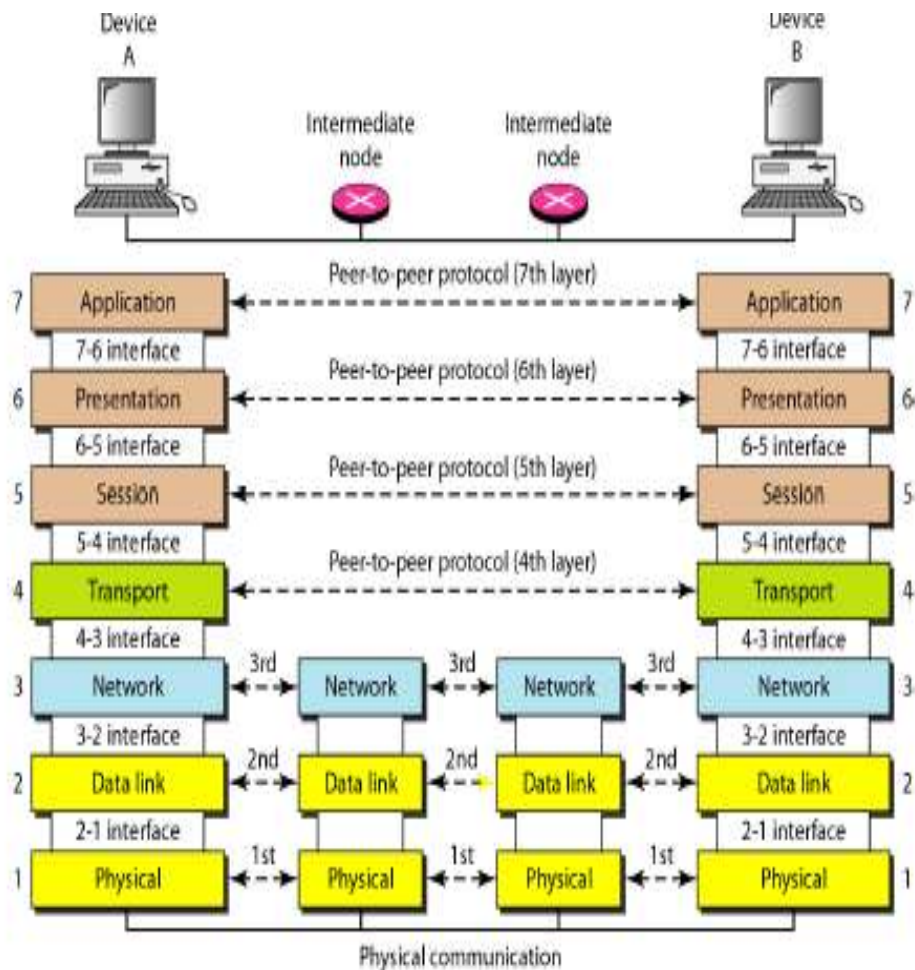 Device
A
Device
B
Intermediate
node
Intermediate
node
Peer-to-peer protocol (7th layer)
7 Application Application 7
7-6 interface 7-6 interface
Peer-to-peer protocol (6th layer)
6 Presentation Presentation 6
6-5 interface 6-5 interface
Peer-to-peer protocol (5th layer)
5 Session Session 5
5-4 interface 5-4 interface
Peer-to-peer protocol (4th layer)
4 Transport Transport 4
4-3 interface 4-3 interface
3rd 3rd 3rd
3 Network Network Network Network 3
3-2 interface 3-2 interface
2nd 2nd 2nd
2 Data link Data link Data link Data link 2
2-1 interface 2-1 interface
1st 1st 1st
1 Physical Physical Physical Physical 1
Physical communication